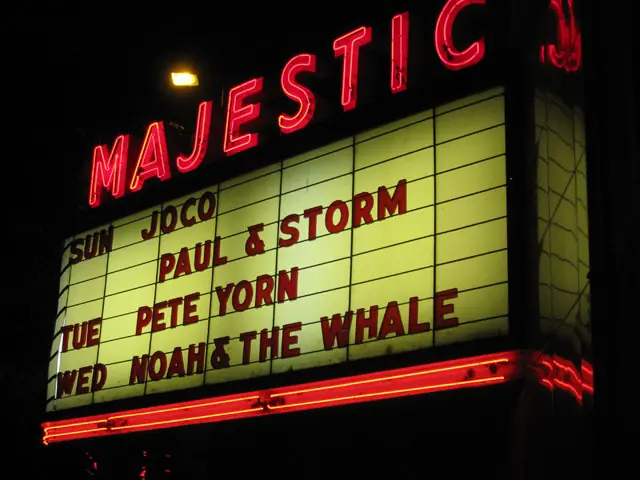 MAJESTIC
SUN JOCO
PAUL & STORM
TUE PETE YORN
WED NOAH & THE WHALE